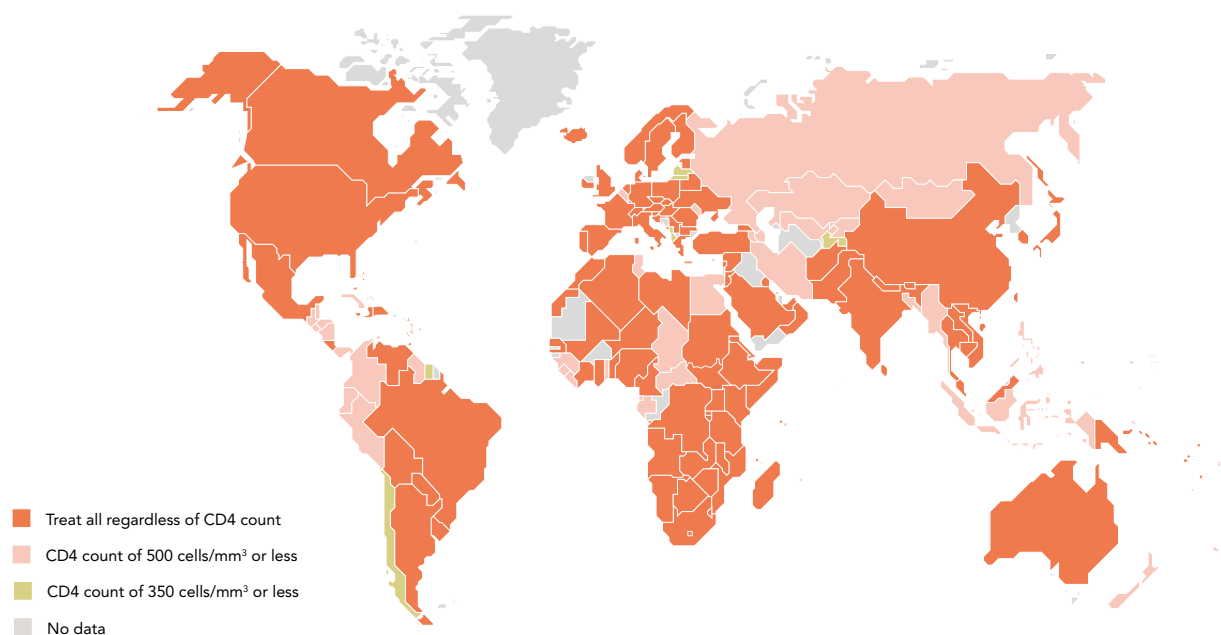 Treat all regardless of CD4 count
CD4 count of 500 cells/mm³ or less
CD4 count of 350 cells/mm³ or less
No data